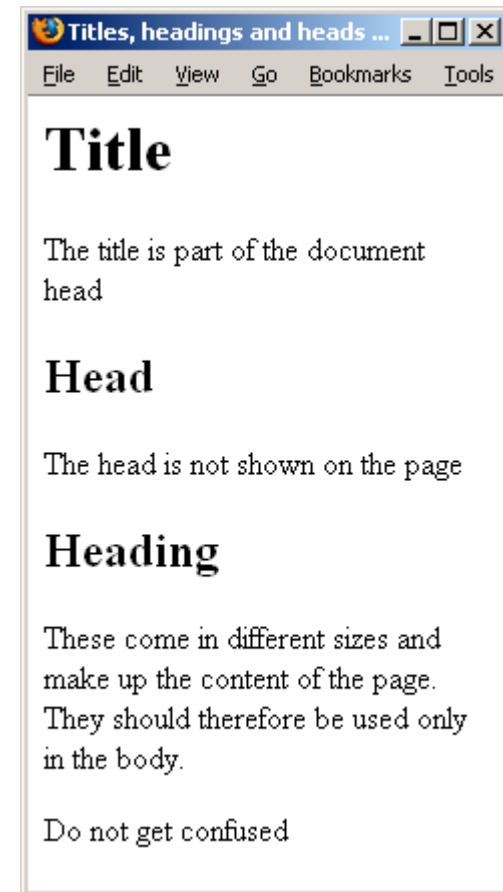 Titles, headings and heads ...
File Edit View Go Bookmarks Tools
Title
The title is part of the document
head
Head
The head is not shown on the page
Heading
These come in different sizes and
make up the content of the page.
They should therefore be used only
in the body.
Do not get confused